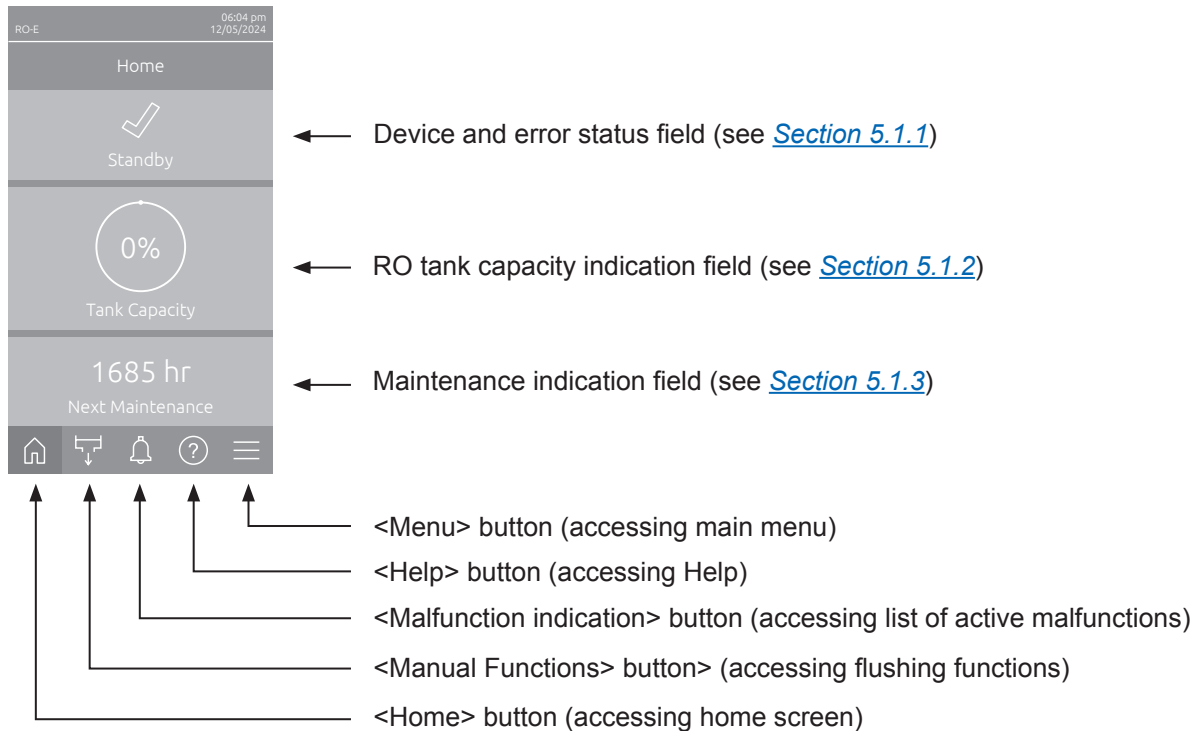 RO-E
06:04 pm
12/05/2024
Home
Standby
Device and error status field (see Section 5.1.1)
0%
RO tank capacity indication field (see Section 5.1.2)
Tank Capacity
1685 hr
Maintenance indication field (see Section 5.1.3)
Next Maintenance
?
<Menu> button (accessing main menu)
<Help> button (accessing Help)
<Malfunction indication> button (accessing list of active malfunctions)
<Manual Functions> button> (accessing flushing functions)
<Home> button (accessing home screen)